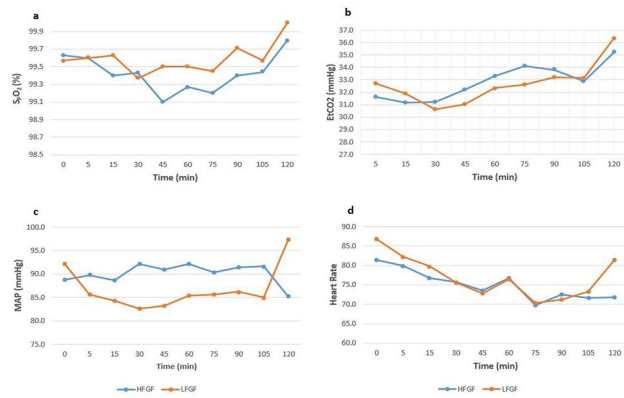 a
99.9
99.7
99.5
99.3
99.1
98.9
98.7
98.5
SpO2 (%)
0 5 15 30 45 60 75 90 105 120
Time (min)
b
37.0
36.0
35.0
34.0
33.0
32.0
31.0
30.0
29.0
28.0
27.0
EtCO2 (mmHg)
5 15 30 45 60 75 90 105 120
Time (min)
c
100.0
95.0
90.0
85.0
80.0
75.0
MAP (mmHg)
0 5 15 30 45 60 75 90 105 120
Time (min)
HFGF LFGF
d
90.0
85.0
80.0
75.0
70.0
65.0
60.0
Heart Rate
0 5 15 30 45 60 75 90 105 120
Time (min)
HFGF LFGF